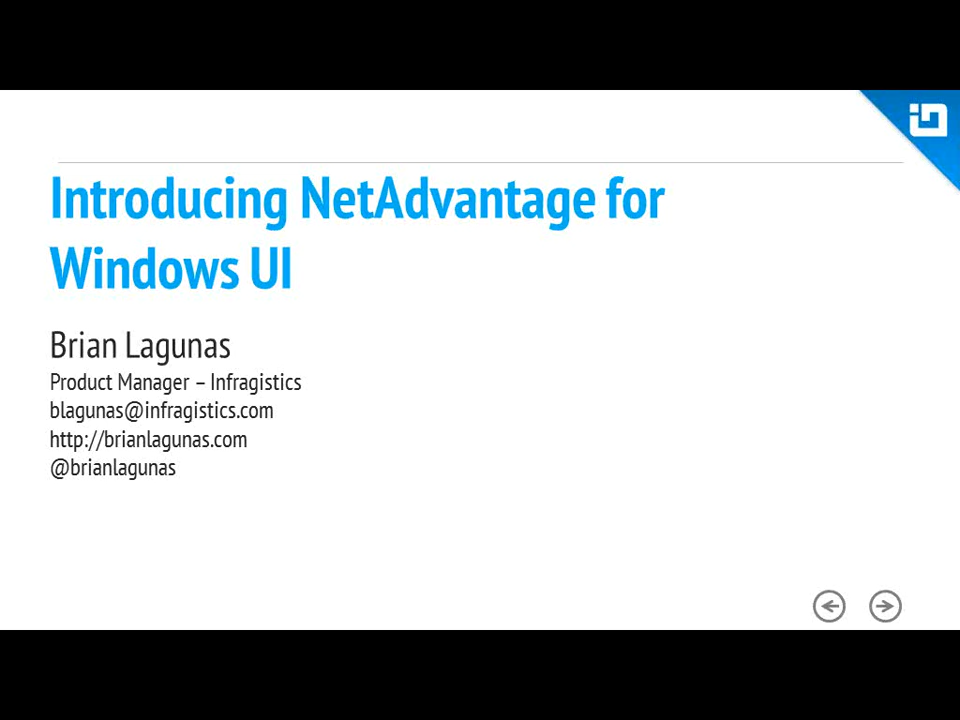 Introducing NetAdvantage for
Windows UI
Brian Lagunas
Product Manager – Infragistics
blagunas@infragistics.com
http://brianlagunas.com
@brianlagunas